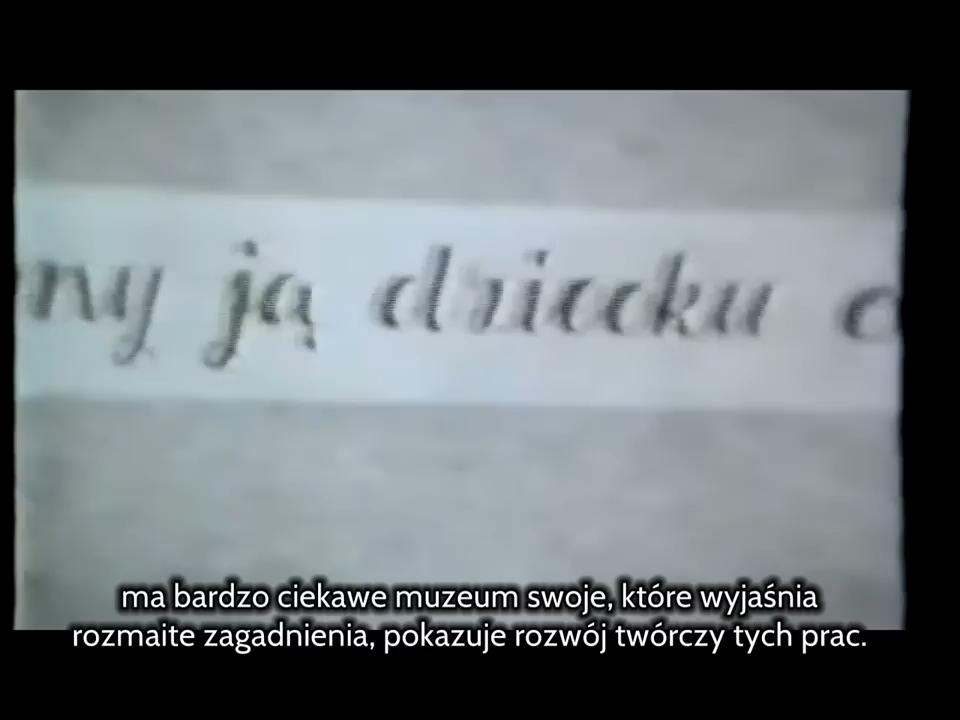 ją dziecku
ma bardzo ciekawe muzeum swoje, które wyjaśnia
rozmaite zagadnienia, pokazuje rozwój twórczy tych prac.